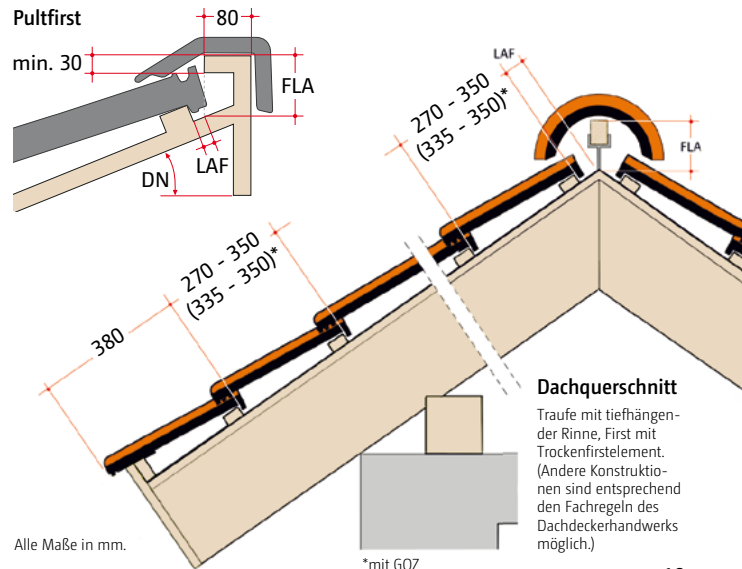 Pultfirst
80
min. 30
FLA
LAF
DN
LAF
270 - 350
(335 - 350)*
FLA
270 - 350
(335 - 350)*
380
Dachquerschnitt
Traufe mit tiefhängen-
der Rinne, First mit
Trockenfirstelement.
(Andere Konstruktio-
nen sind entsprechend
den Fachregeln des
Dachdeckerhandwerks
möglich.)
Alle Maße in mm.
*mit GOZ